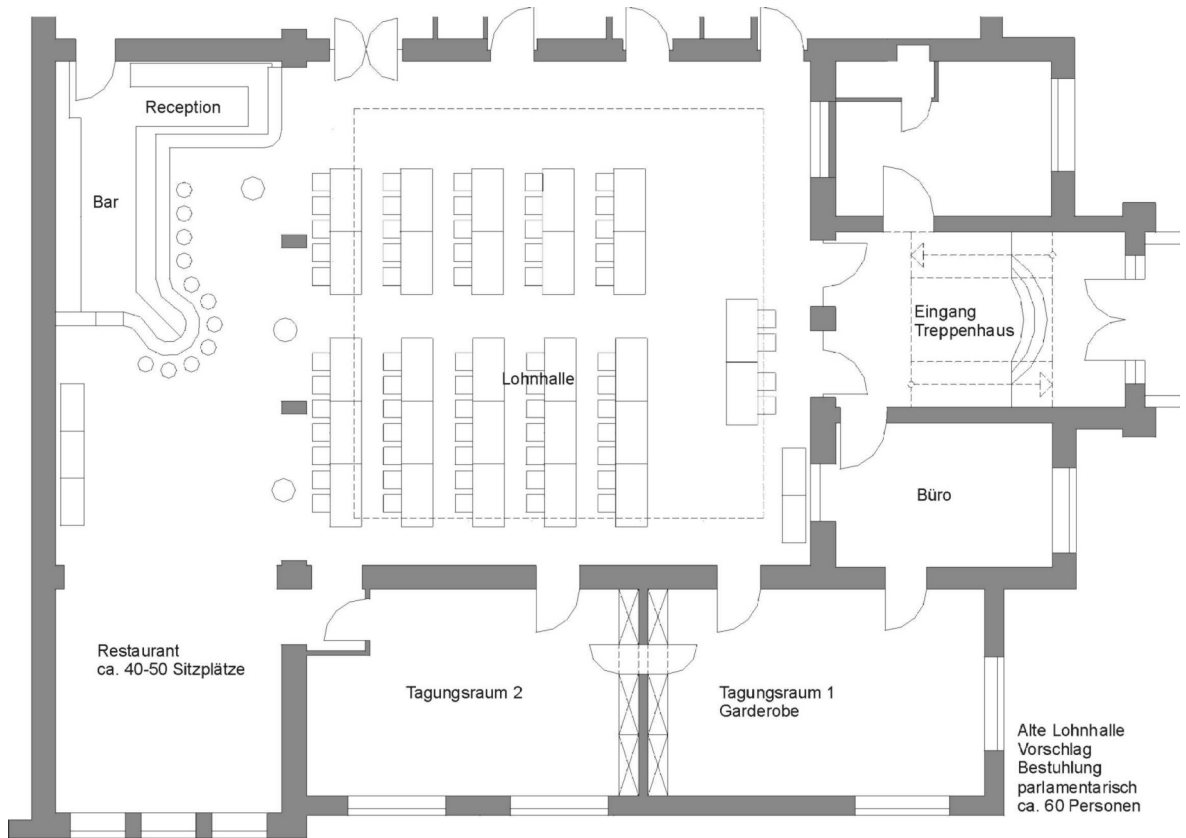 Reception
Bar
Eingang
Treppenhaus
Lohnhalle
Büro
Restaurant
ca. 40-50 Sitzplätze
Tagungsraum 2
Tagungsraum 1
Garderobe
Alte Lohnhalle
Vorschlag
Bestuhlung
parlamentarisch
ca. 60 Personen